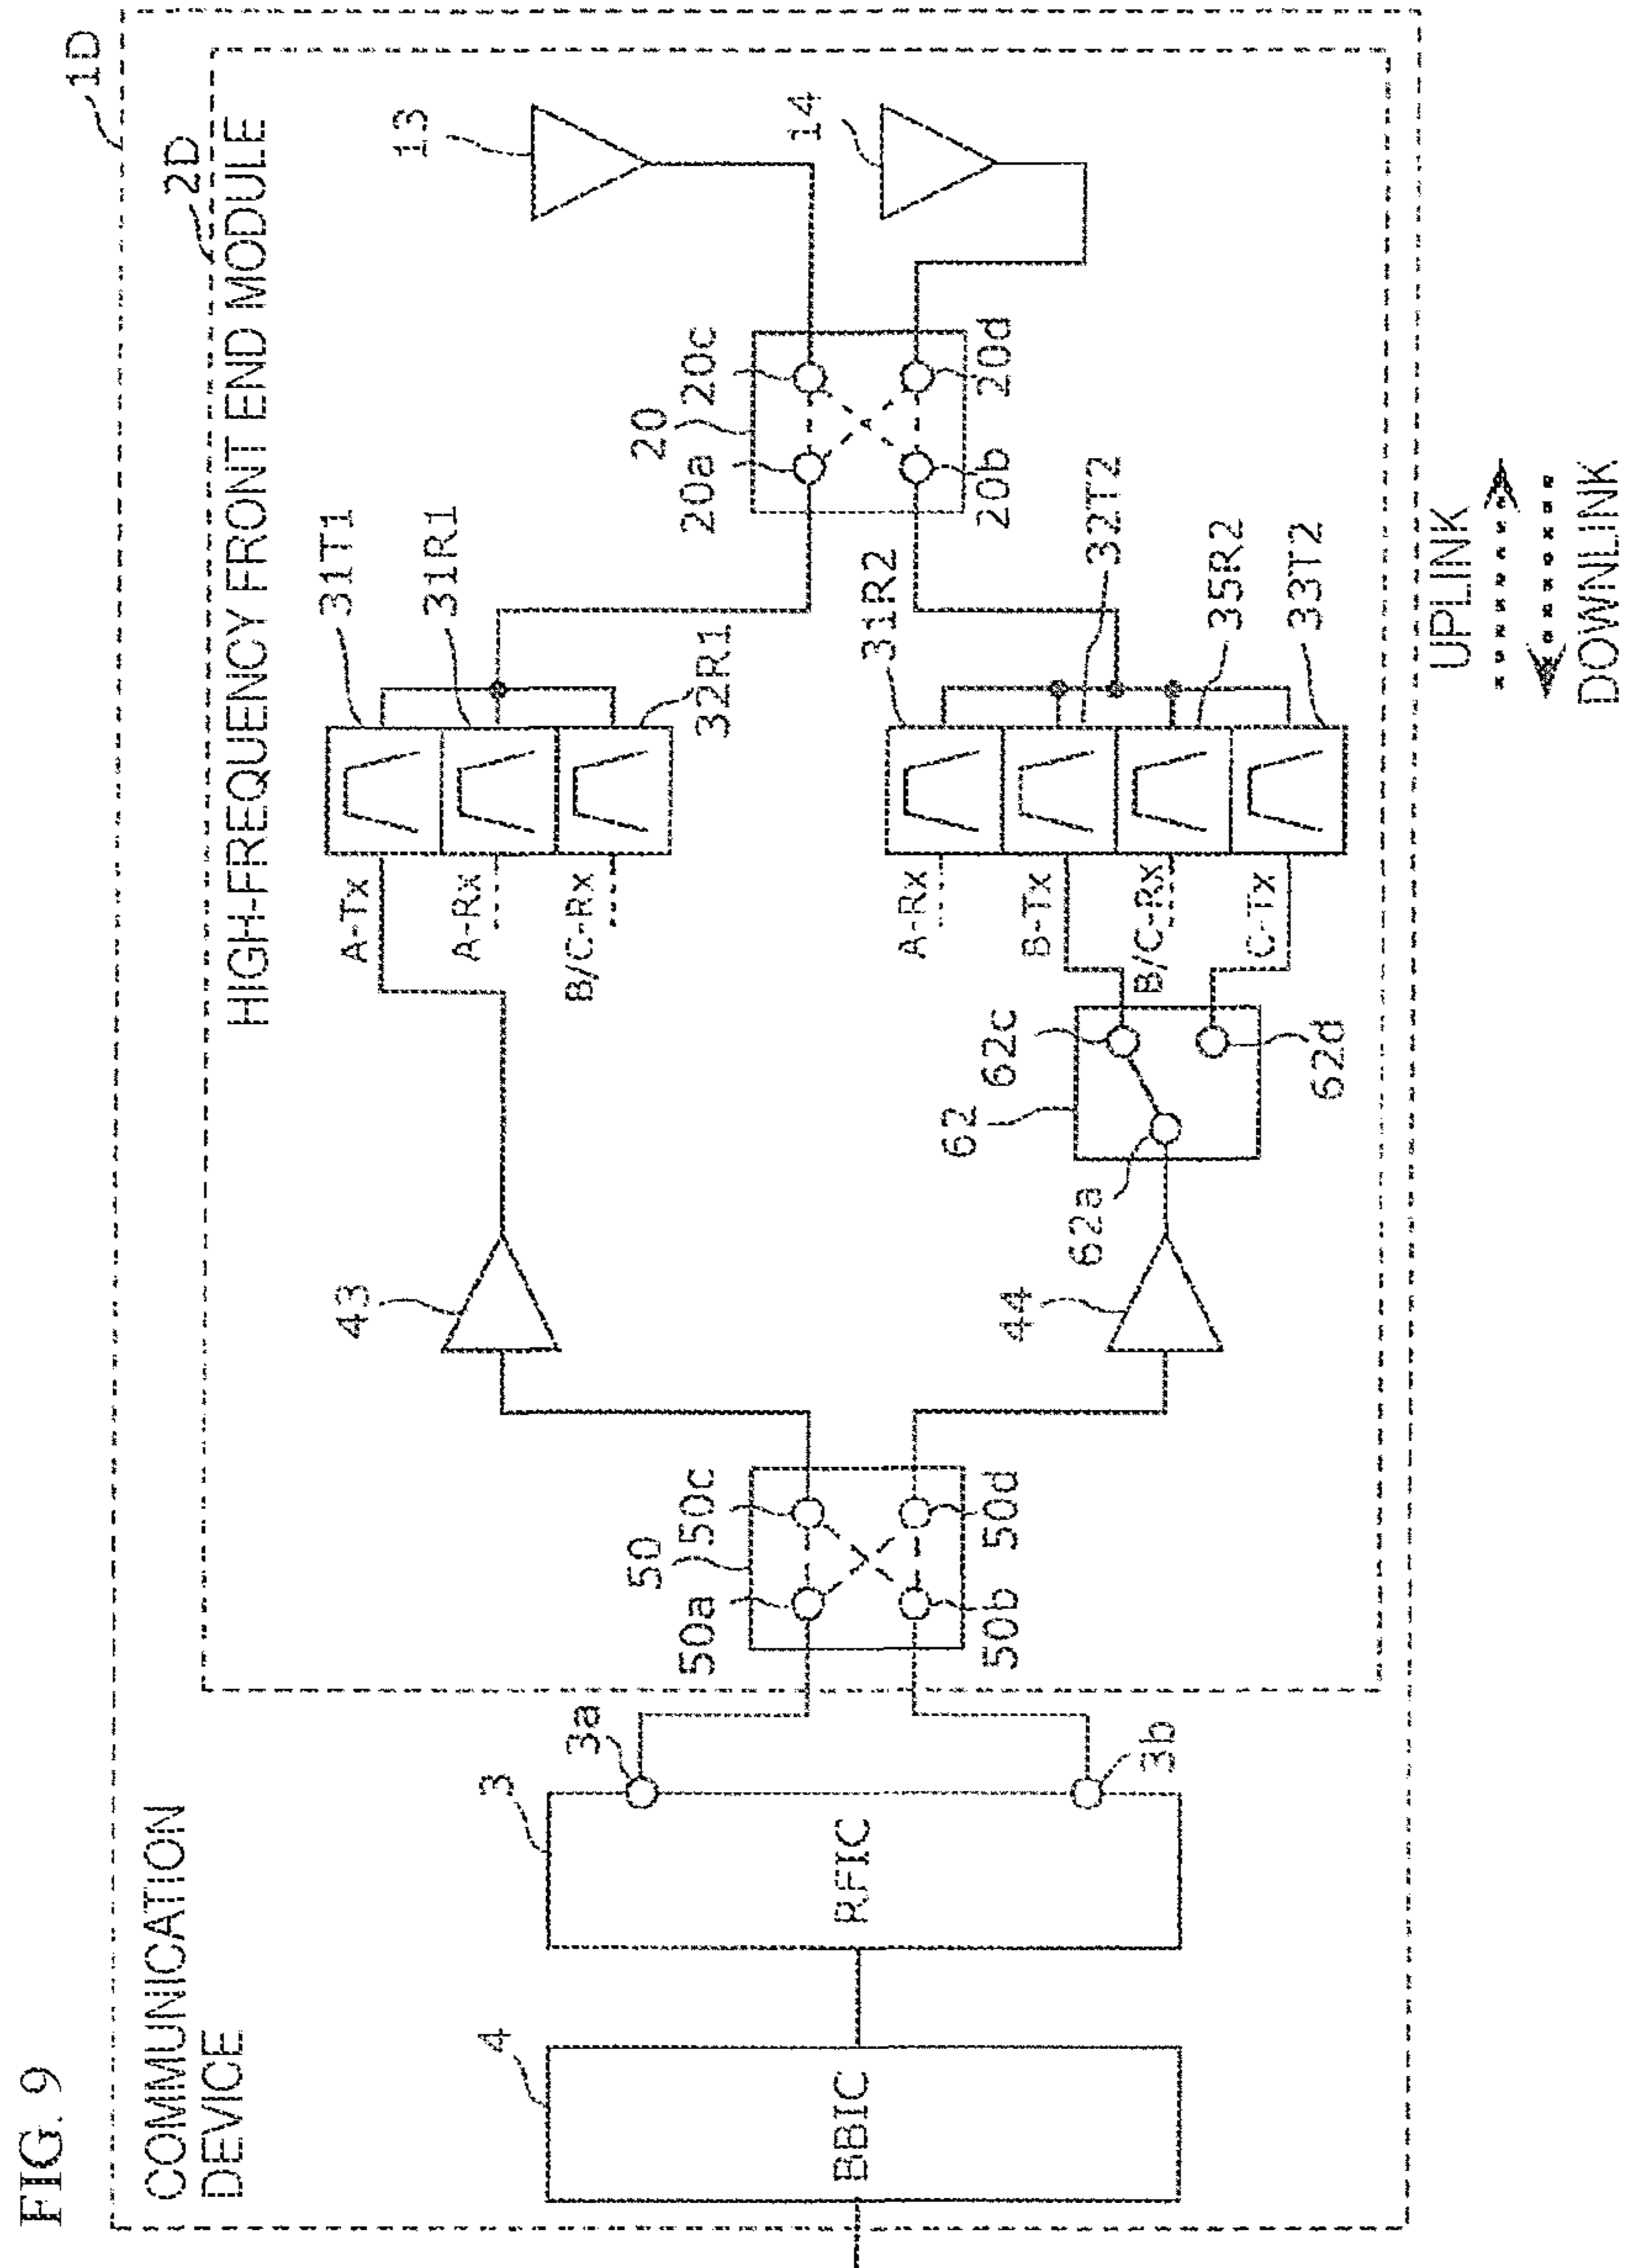 FIG. 9
1D
COMMUNICATION
DEVICE
2D
HIGH-FREQUENCY FRONT END MODULE
4
BBIC
3
RFIC
3a
3b
50
50a
50c
50b
50d
43
44
62
62a
62c
62d
A-Tx
A-Rx
B/C-Rx
31T1
31R1
32R1
A-Rx
B-Tx
B/C-Rx
C-Tx
31R2
32T2
35R2
33T2
20
20a
20c
20b
20d
13
14
UPLINK
DOWNLINK